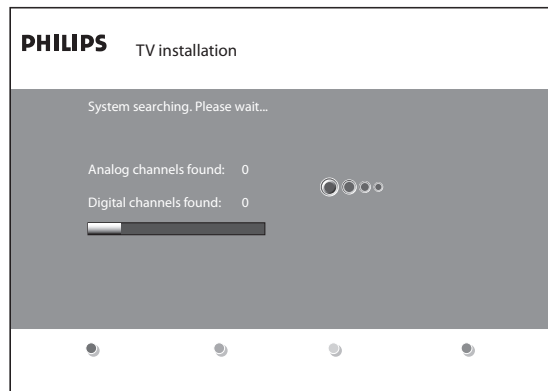 PHILIPS TV installation
System searching. Please wait...
Analog channels found: 0
Digital channels found: 0